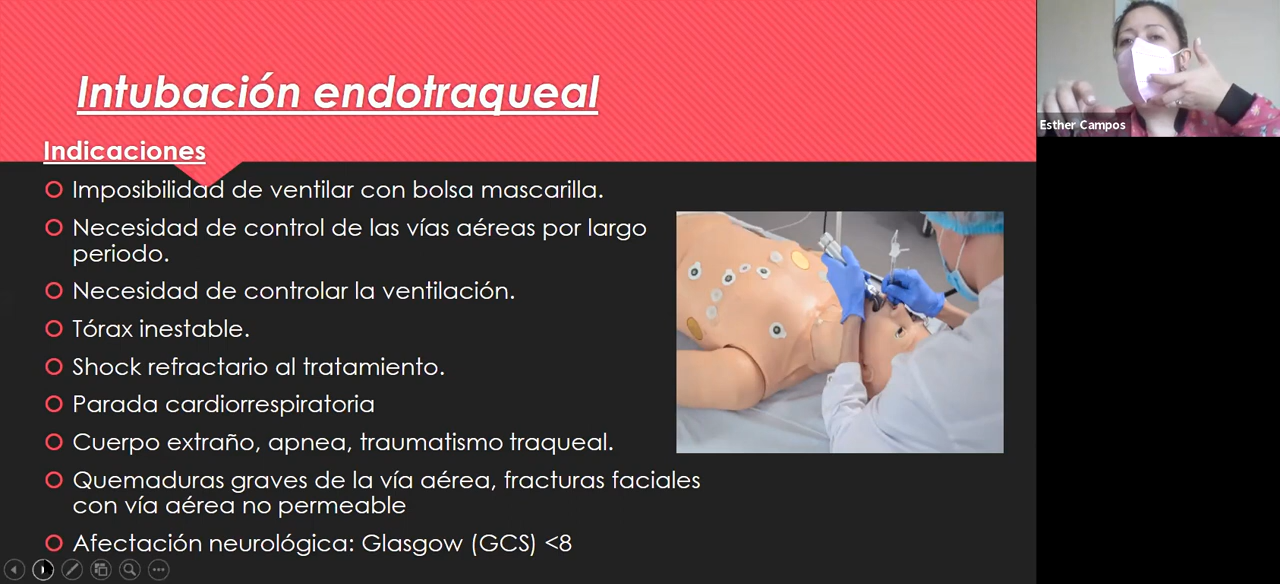 Intubación endotraqueal
Indicaciones
Imposibilidad de ventilar con bolsa mascarilla.
Necesidad de control de las vías aéreas por largo
periodo.
Necesidad de controlar la ventilación.
Tórax inestable.
Shock refractario al tratamiento.
Parada cardiorrespiratoria
Cuerpo extraño, apnea, traumatismo traqueal.
Quemaduras graves de la vía aérea, fracturas faciales
con vía aérea no permeable
Afectación neurológica: Glasgow (GCS) <8
Esther Campos